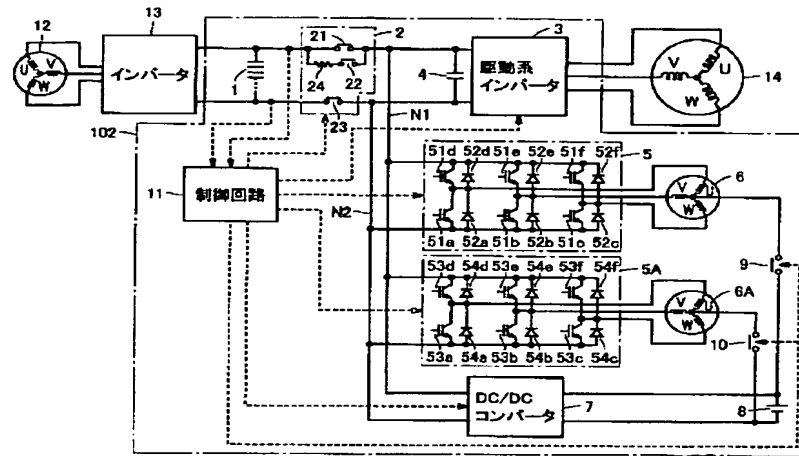 12
13
U
V
W
インバータ
1
21
2
24
22
23
4
3
駆動系
インバータ
V
U
W
14
102
N1
11
制御回路
N2
51d 52d 51e 52e 51f 52f
5
51a 52a 51b 52b 51c 52c
V
U
W
6
9
53d 54d 53e 54e 53f 54f
5A
53a 54a 53b 54b 53c 54c
V
U
W
6A
10
DC/DC
コンバータ
7
8